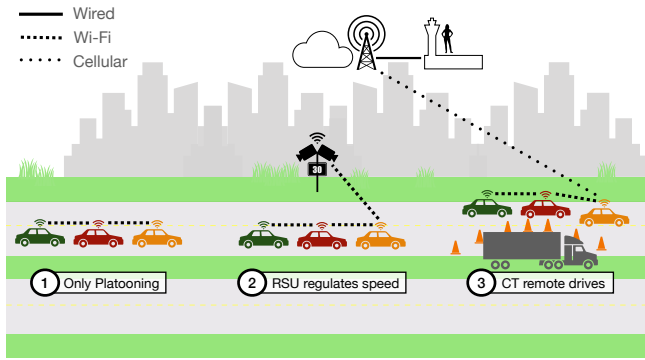 Wired
Wi-Fi
Cellular
30
1 Only Platooning
2 RSU regulates speed
3 CT remote drives